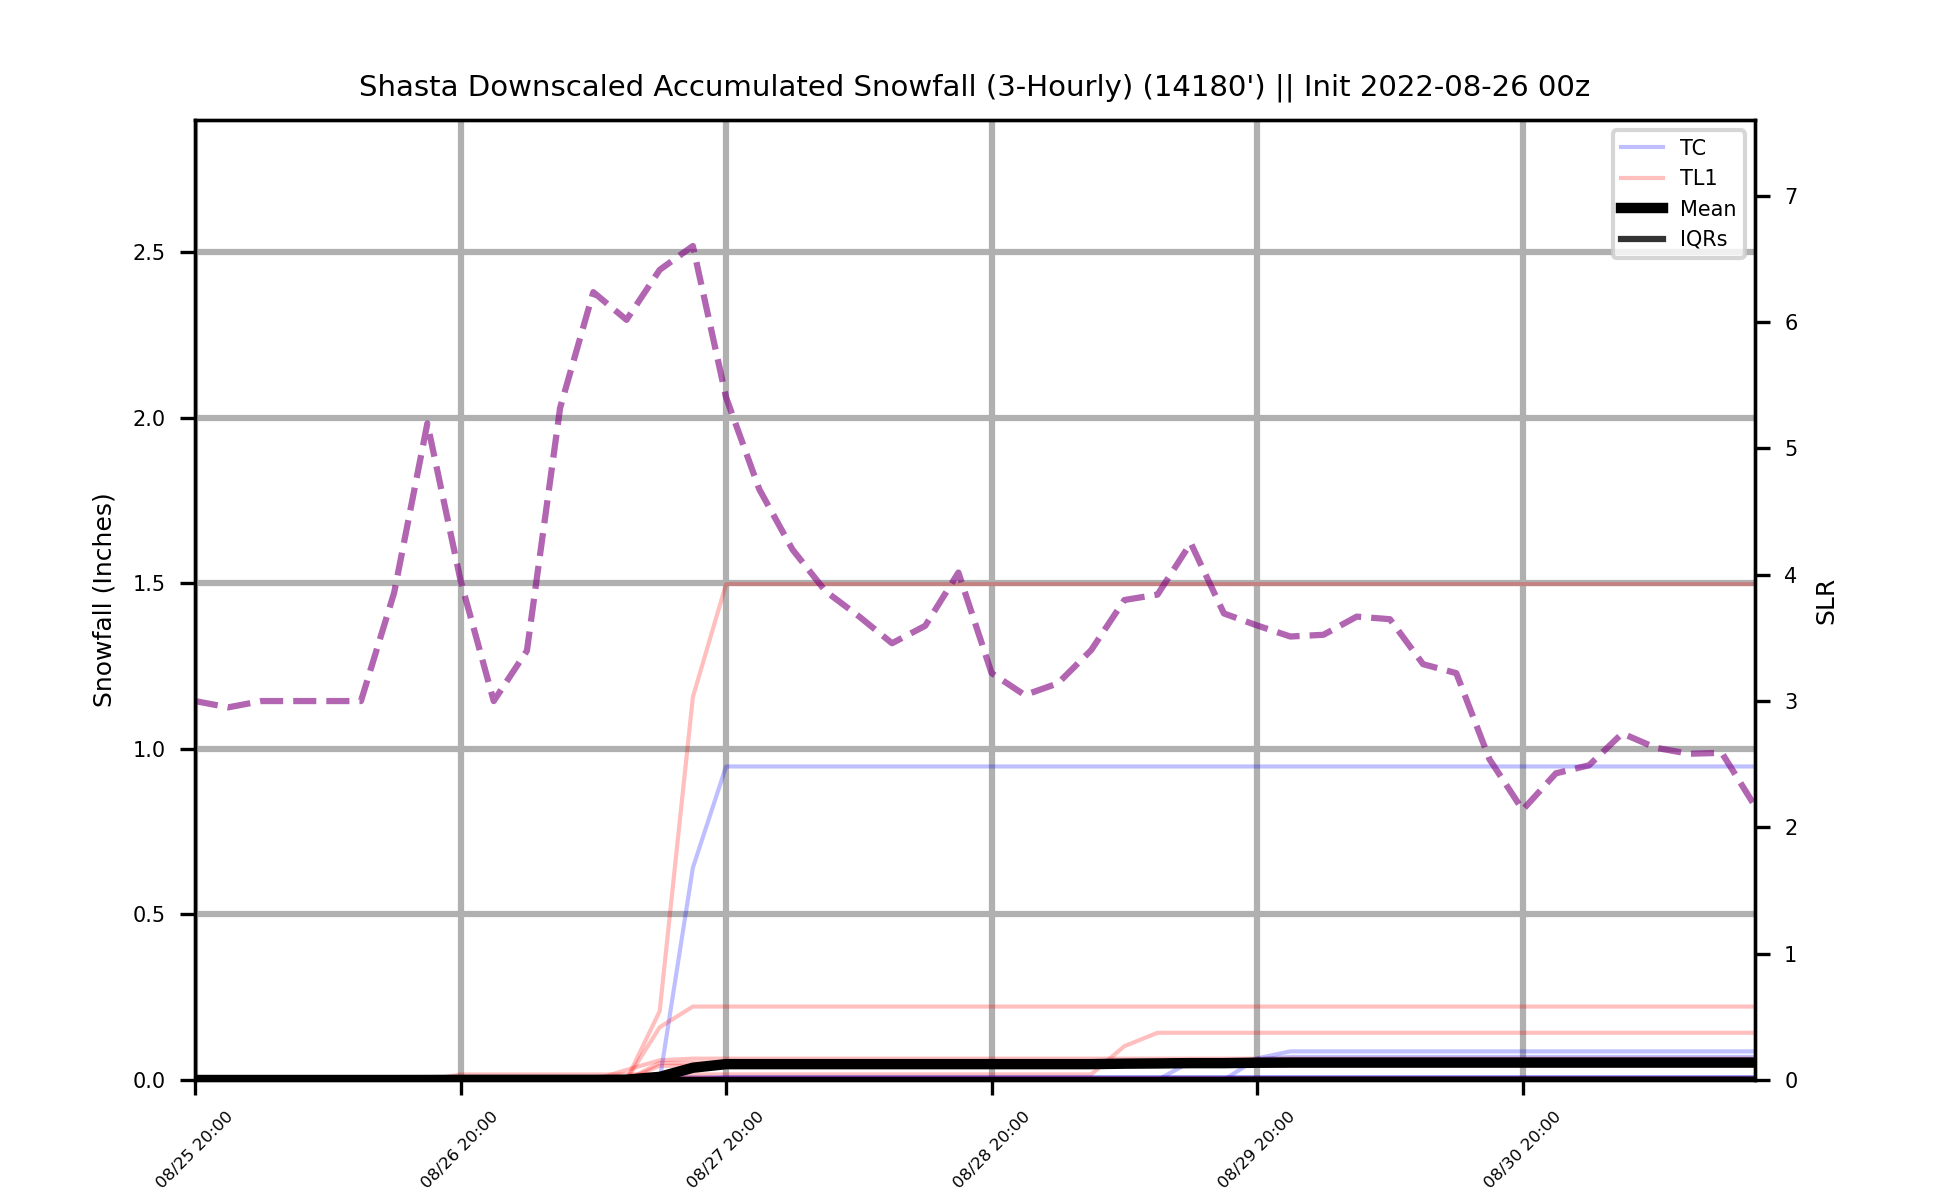 Shasta Downscaled Accumulated Snowfall (3-Hourly) (14180') || Init 2022-08-26 00z
TC
TL1
Mean
IQRs
Snowfall (Inches)
2.5
2.0
1.5
1.0
0.5
0.0
7
6
5
4
3
2
1
0
SLR
08/25 20:00
08/26 20:00
08/27 20:00
08/28 20:00
08/29 20:00
08/30 20:00